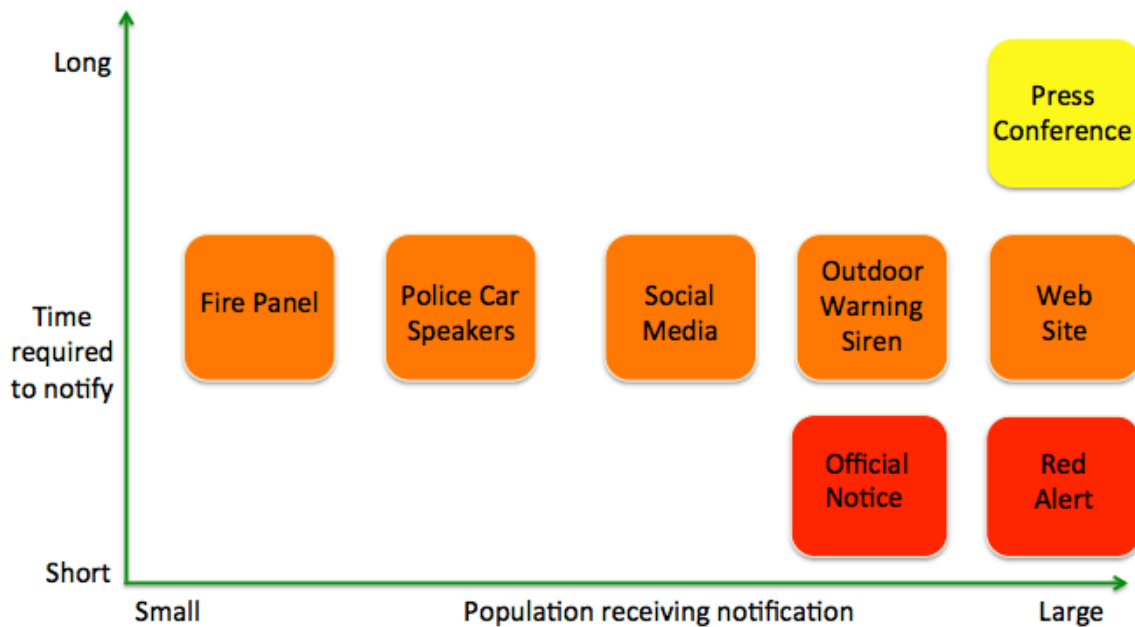 Long
Press
Conference
Time
required
to notify
Fire Panel
Police Car
Speakers
Social
Media
Outdoor
Warning
Siren
Web
Site
Official
Notice
Red
Alert
Short
Small
Population receiving notification
Large